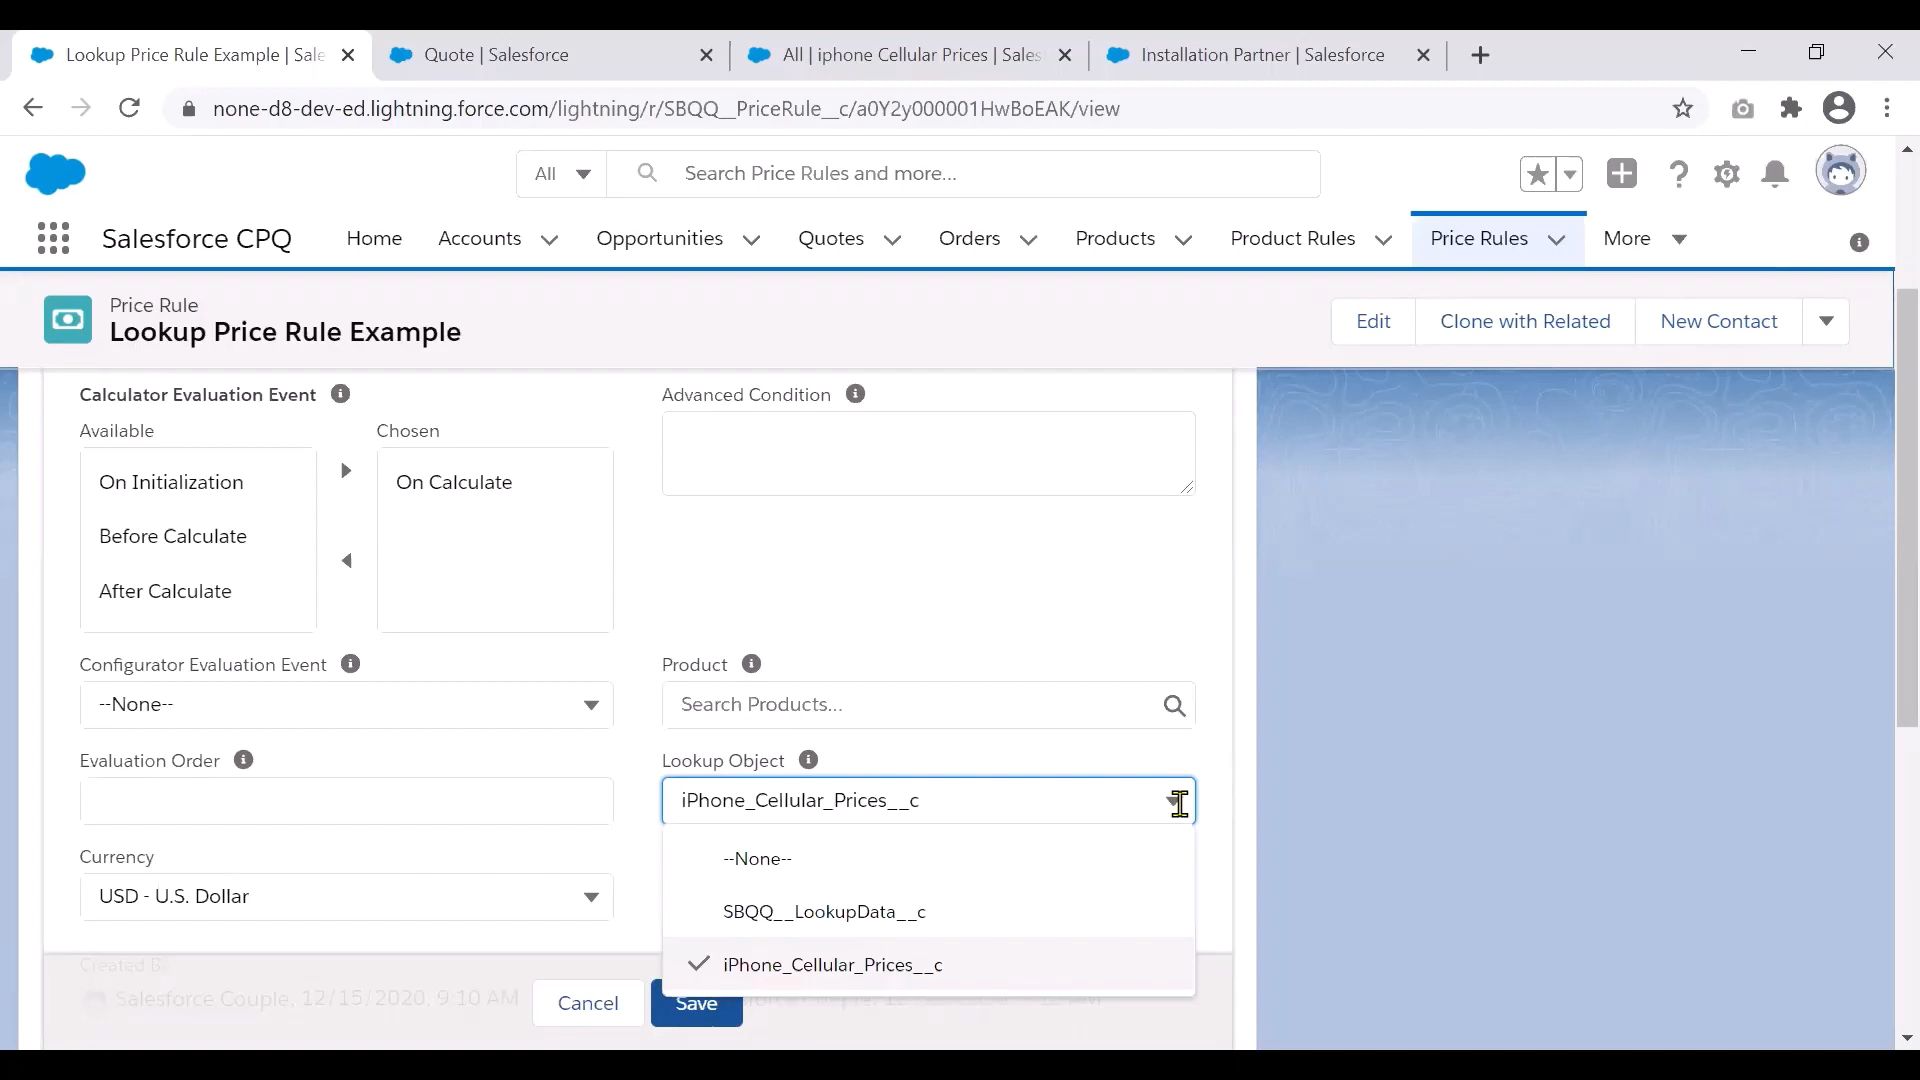 Lookup Price Rule Example | Sale
Quote | Salesforce
All | iphone Cellular Prices | Sales
Installation Partner | Salesforce
none-d8-dev-ed.lightning.force.com/lightning/r/SBQQ__PriceRule__c/a0Y2y000001HwBoEAK/view
All
Search Price Rules and more...
Salesforce CPQ
Home
Accounts
Opportunities
Quotes
Orders
Products
Product Rules
Price Rules
More
Price Rule
Lookup Price Rule Example
Edit
Clone with Related
New Contact
Calculator Evaluation Event
Advanced Condition
Available
Chosen
On Initialization
On Calculate
Before Calculate
After Calculate
Configurator Evaluation Event
Product
--None--
Search Products...
Evaluation Order
Lookup Object
iPhone_Cellular_Prices__c
Currency
--None--
USD - U.S. Dollar
SBQQ__LookupData__c
iPhone_Cellular_Prices__c
Created B
Salesforce Couple, 12/15/2020, 9:10 AM
Cancel
Save